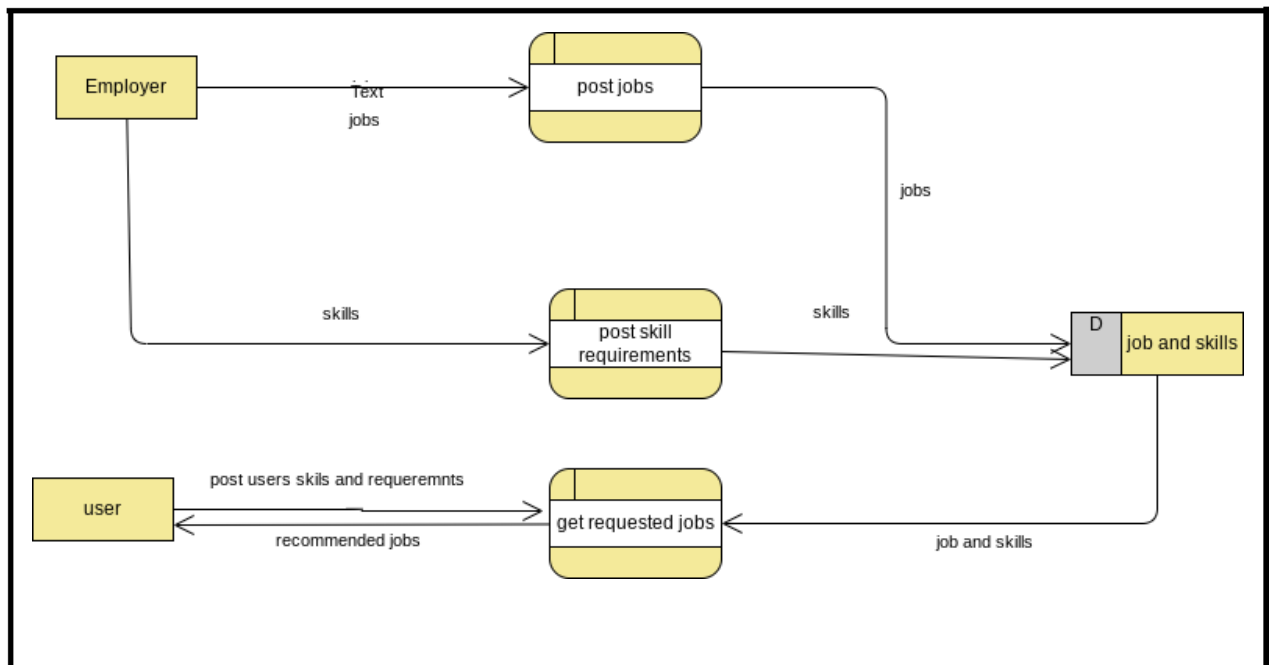 Employer
Text
jobs
post jobs
jobs
skills
post skill
requirements
skills
D
job and skills
user
post users skils and requeremnts
recommended jobs
get requested jobs
job and skills